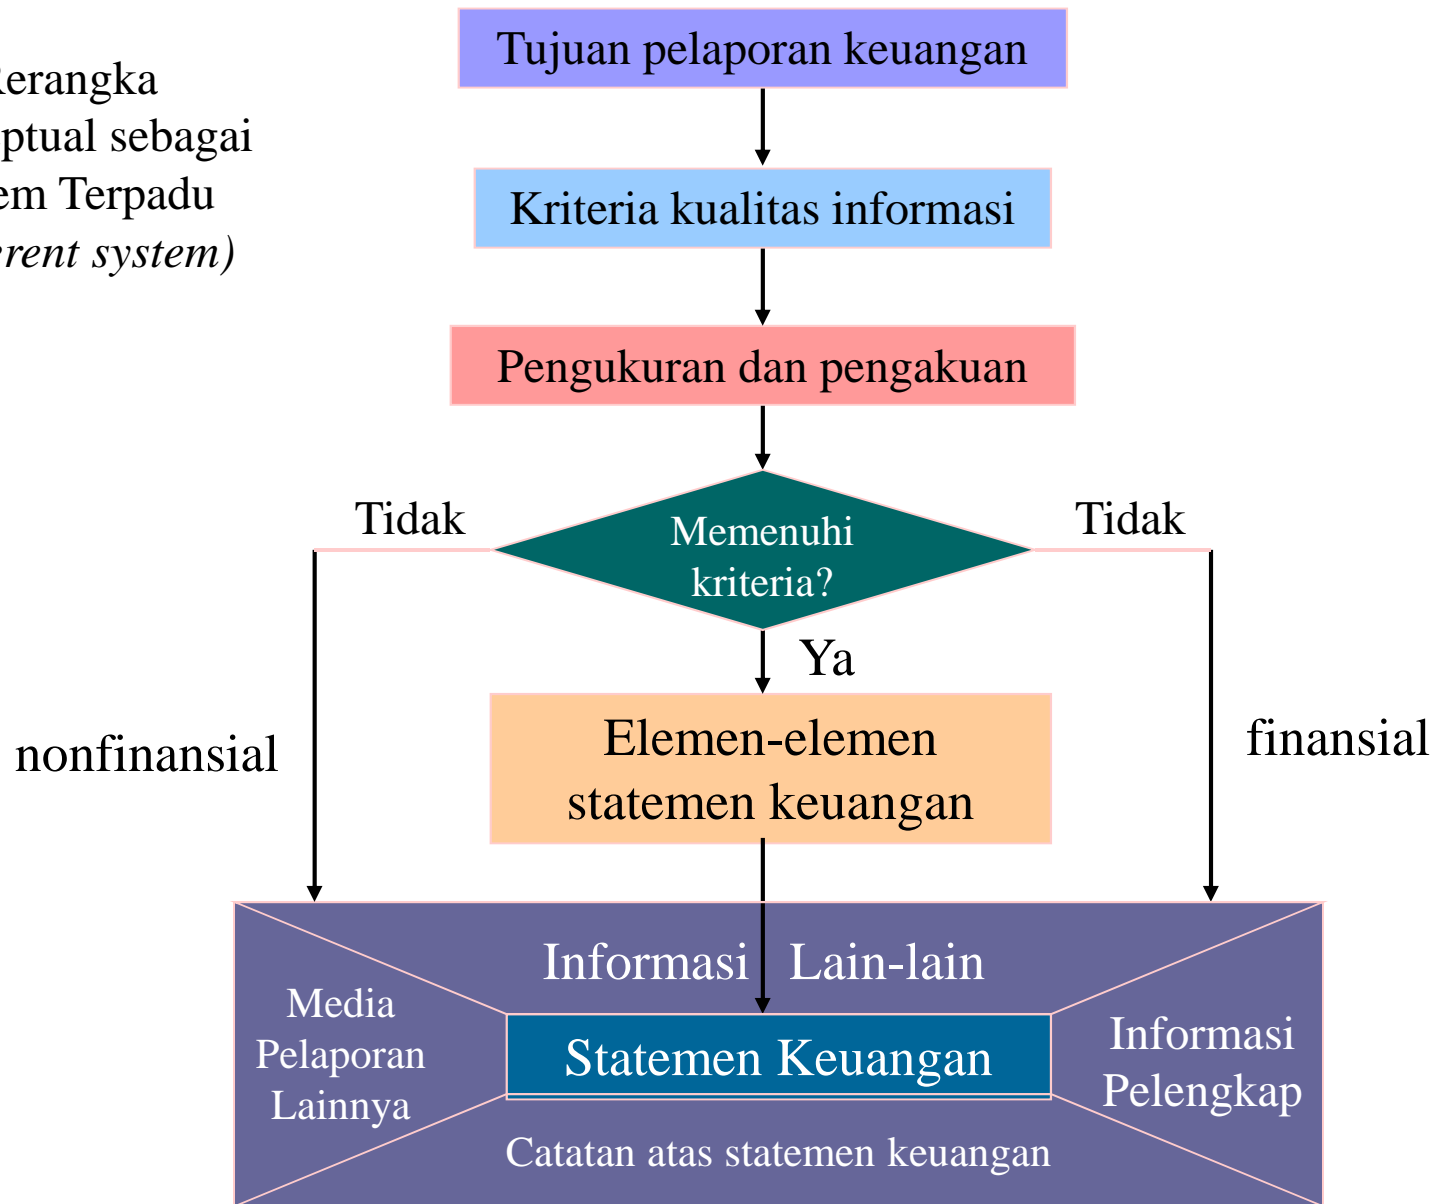 Tujuan pelaporan keuangan
Rerangka
ptual sebagai
em Terpadu
erent system)
Kriteria kualitas informasi
Pengukuran dan pengakuan
Tidak
Memenuhi
kriteria?
Tidak
Ya
nonfinansial
Elemen-elemen
statemen keuangan
finansial
Informasi Lain-lain
Media
Pelaporan
Lainnya
Statemen Keuangan
Informasi
Pelengkap
Catatan atas statemen keuangan